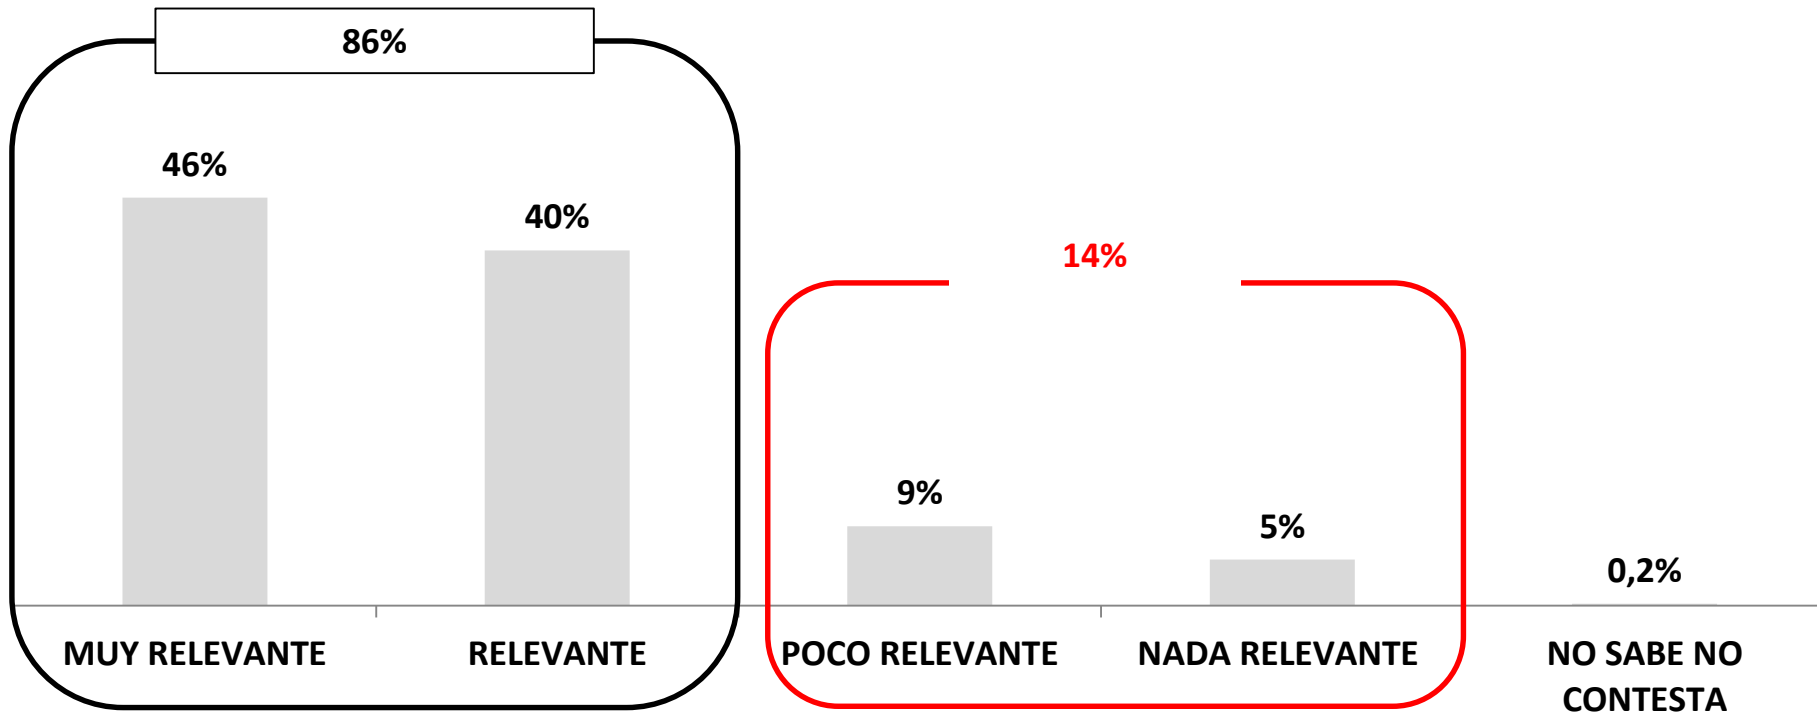 86%
46%
40%
14%
9%
5%
0,2%
MUY RELEVANTE
RELEVANTE
POCO RELEVANTE
NADA RELEVANTE
NO SABE NO
CONTESTA